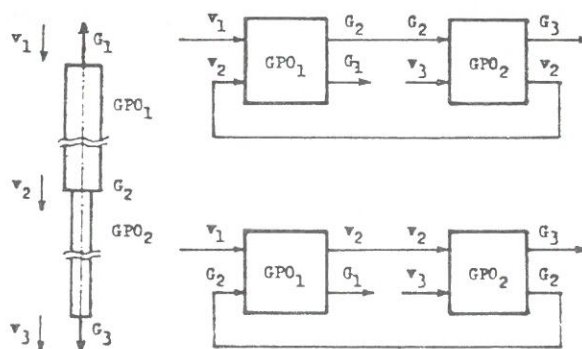 v1 G1
GPO1
v2 G2
GPO2
v3 G3
v1 G2 G2 G3
v2 GPO1 G1 v3 GPO2 v2
v1 v2 v2 G3
G2 GPO1 G1 v3 GPO2 G2